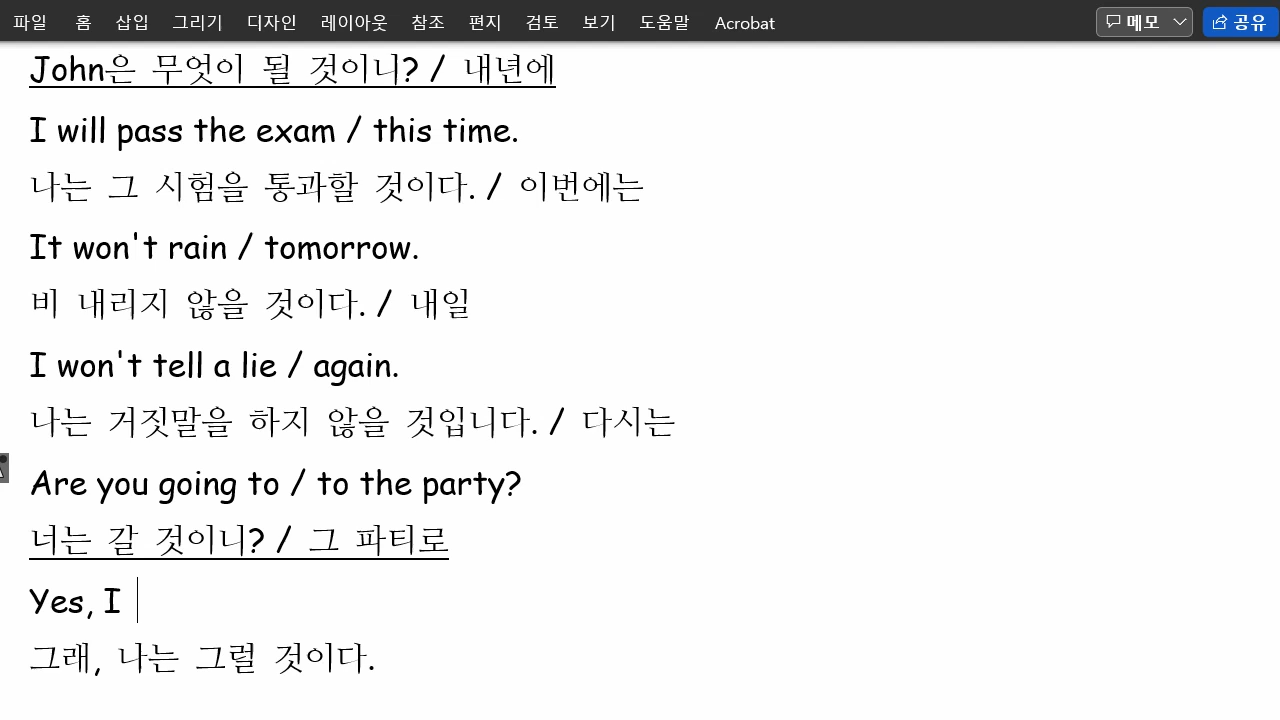 파일 홈 삽입 그리기 디자인 레이아웃 참조 편지 검토 보기 도움말 Acrobat 메모 공유
John은 무엇이 될 것이니? / 내년에
I will pass the exam / this time.
나는 그 시험을 통과할 것이다. / 이번에는
It won't rain / tomorrow.
비 내리지 않을 것이다. / 내일
I won't tell a lie / again.
나는 거짓말을 하지 않을 것입니다. / 다시는
Are you going to / to the party?
너는 갈 것이니? / 그 파티로
Yes, I
그래, 나는 그럴 것이다.